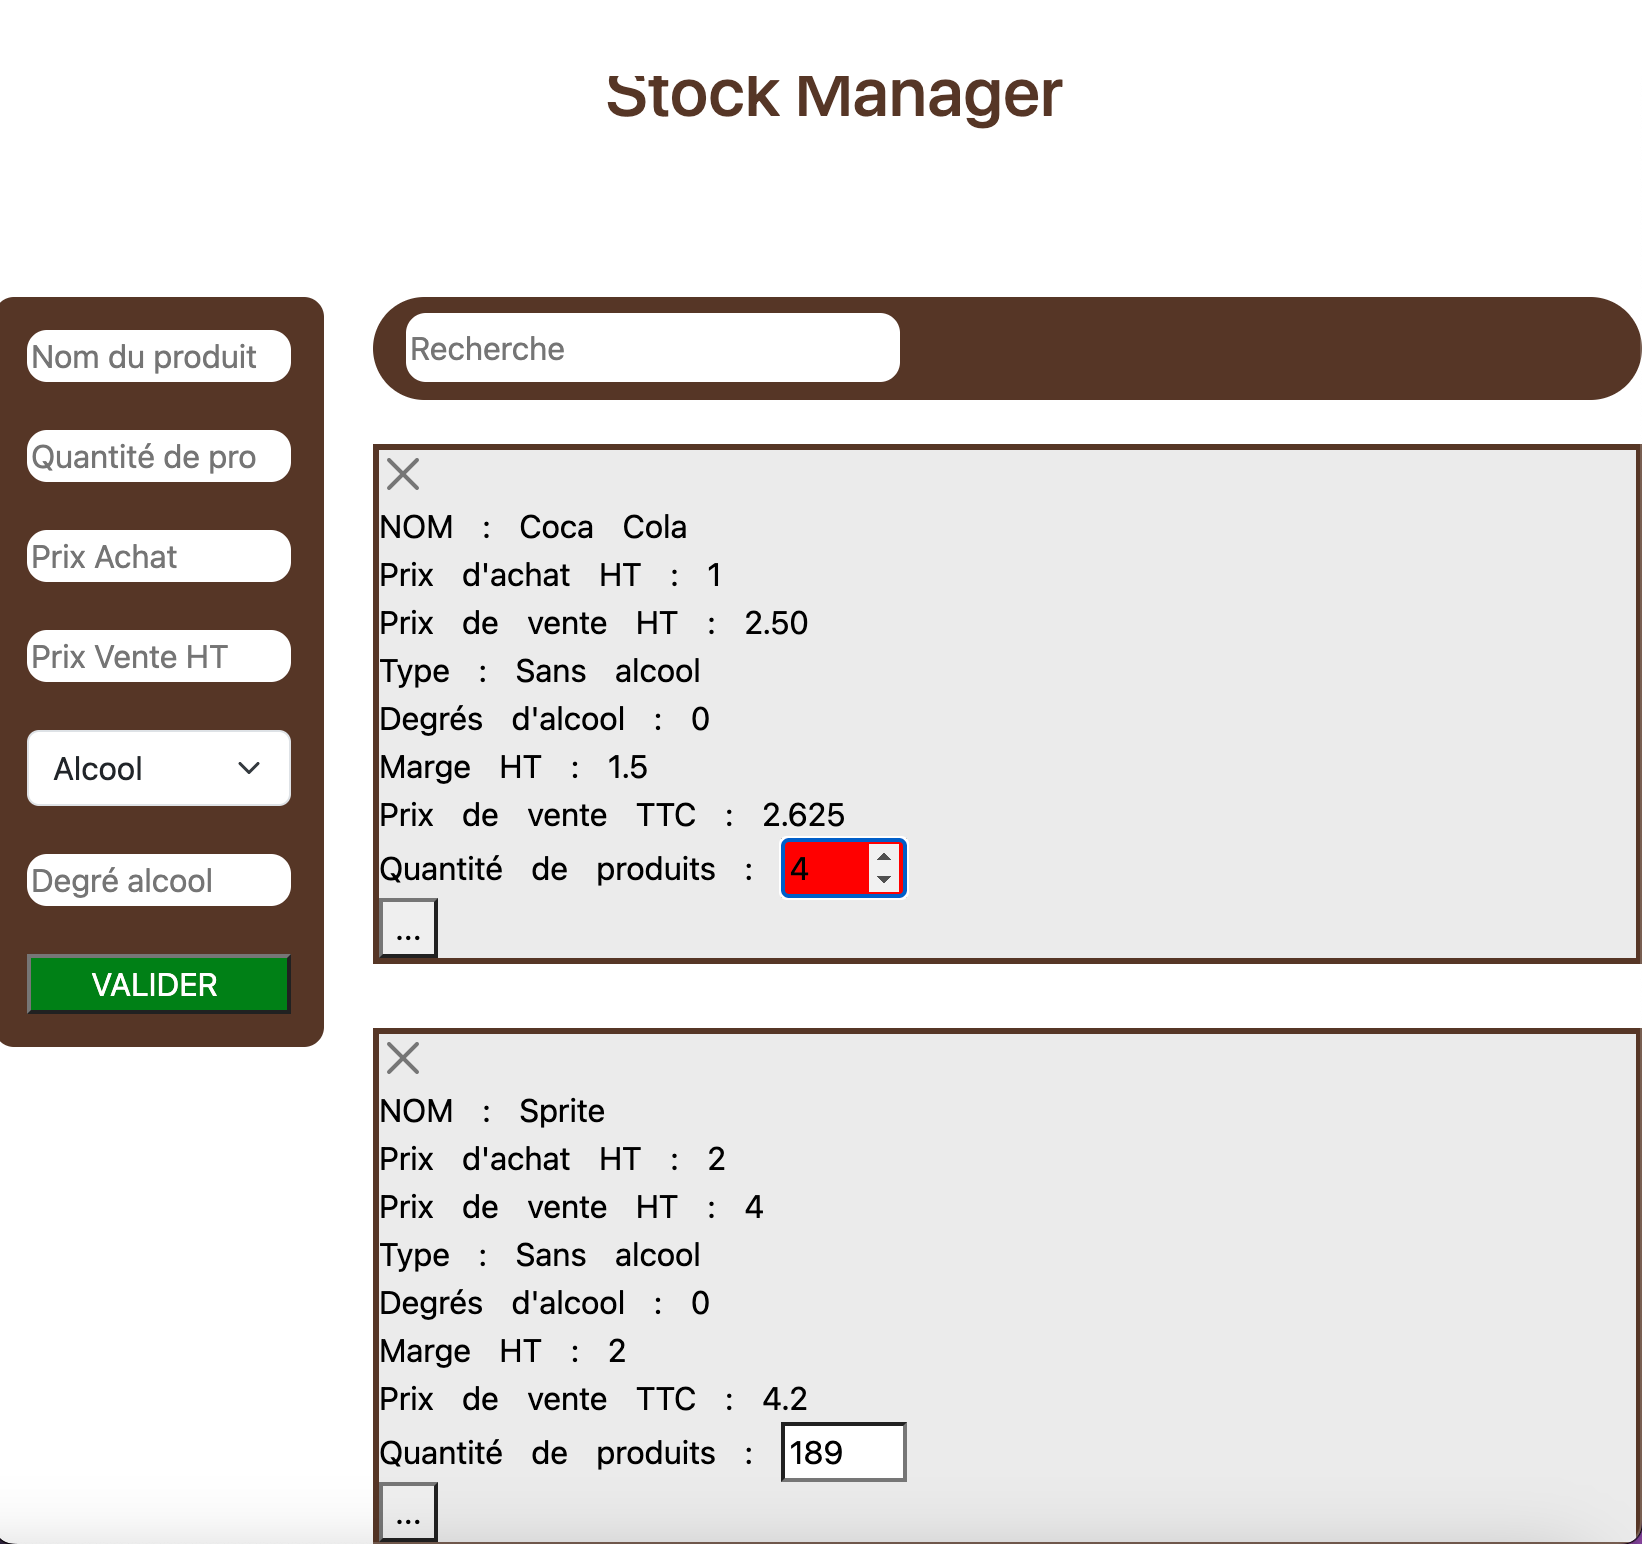 Stock Manager
Nom du produit
Quantité de pro
Prix Achat
Prix Vente HT
Alcool
Degré alcool
VALIDER
Recherche
NOM : Coca Cola
Prix d'achat HT : 1
Prix de vente HT : 2.50
Type : Sans alcool
Degrés d'alcool : 0
Marge HT : 1.5
Prix de vente TTC : 2.625
Quantité de produits : 4
...
NOM : Sprite
Prix d'achat HT : 2
Prix de vente HT : 4
Type : Sans alcool
Degrés d'alcool : 0
Marge HT : 2
Prix de vente TTC : 4.2
Quantité de produits : 189
...